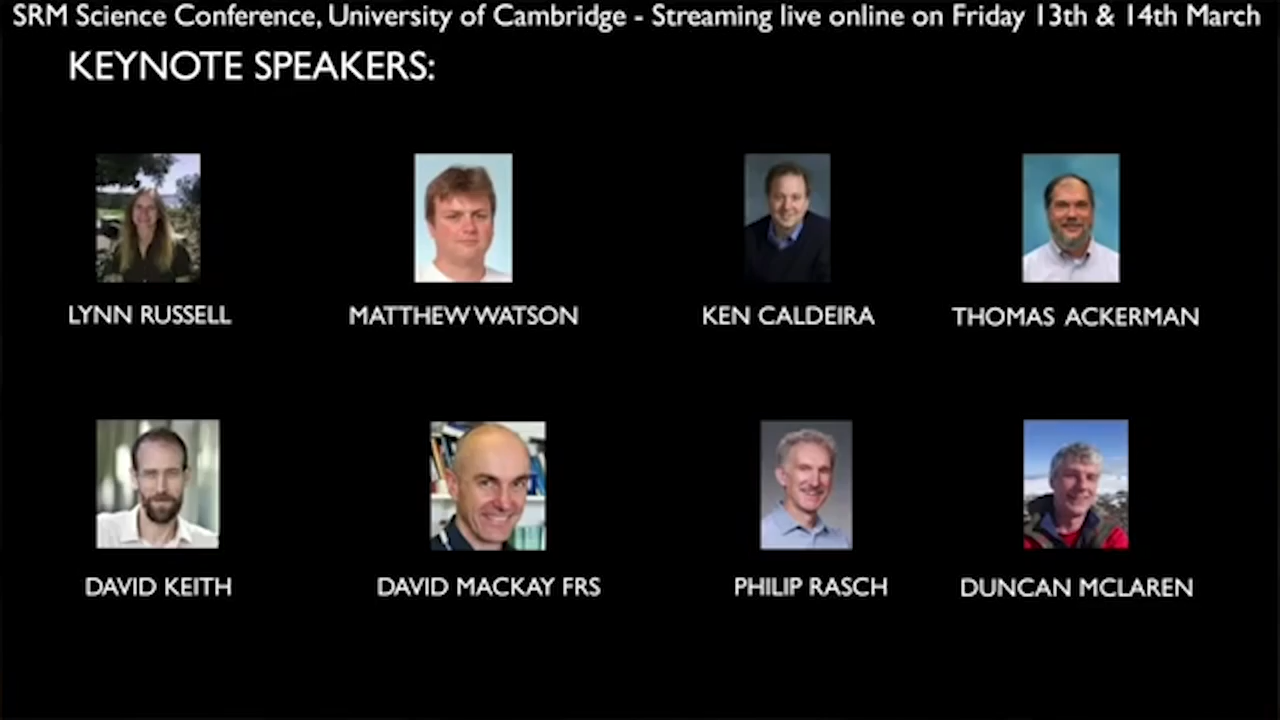 SRM Science Conference, University of Cambridge - Streaming live online on Friday 13th & 14th March
KEYNOTE SPEAKERS:
LYNN RUSSELL
MATTHEW WATSON
KEN CALDEIRA
THOMAS ACKERMAN
DAVID KEITH
DAVID MACKAY FRS
PHILIP RASCH
DUNCAN MCLAREN